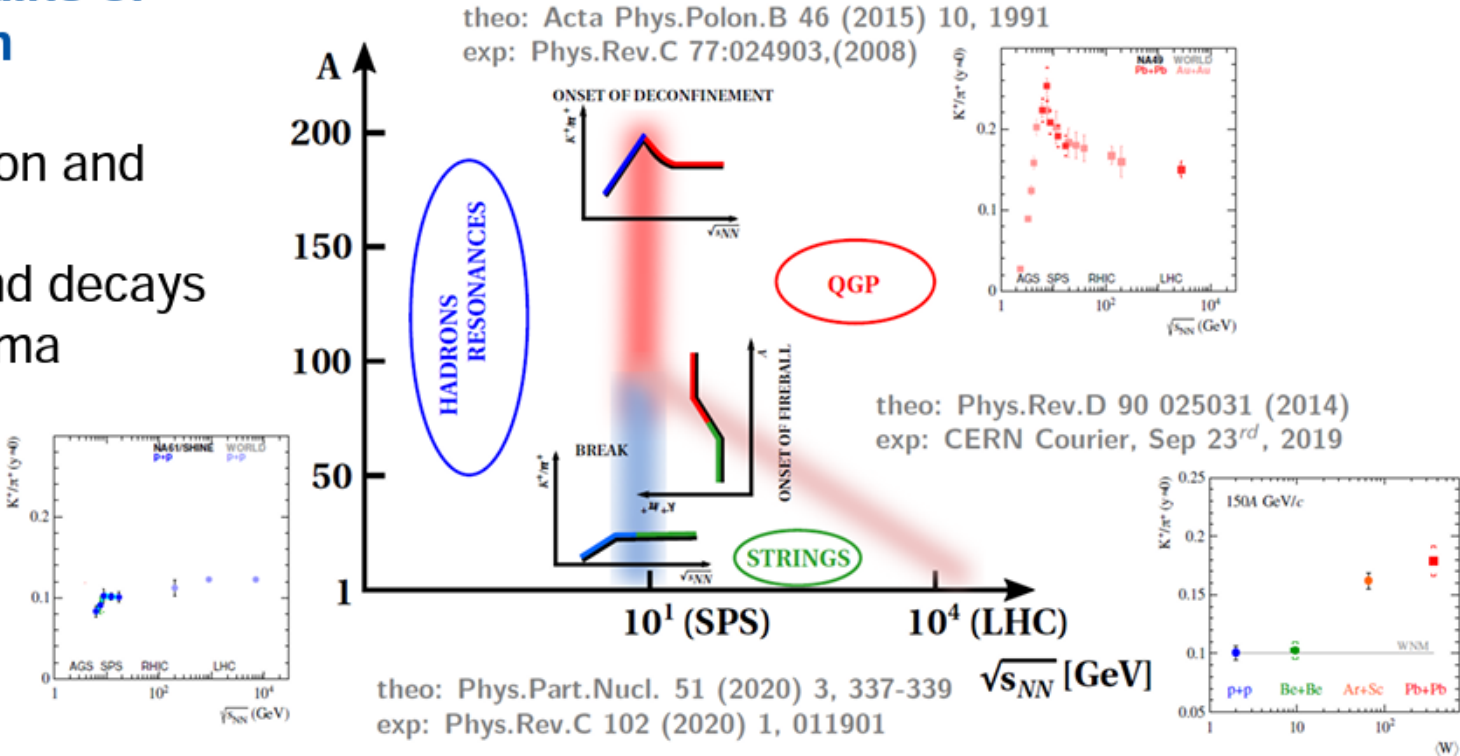 theo: Acta Phys.Polon.B 46 (2015) 10, 1991
exp: Phys.Rev.C 77:024903,(2008)
on and
nd decays
ma
A
200
150
100
50
1
10¹ (SPS)
10⁴ (LHC)
√sNN [GeV]
HADRONS
RESONANCES
ONSET OF DECONFINEMENT
K⁺/π⁺
√sNN
QGP
A
ONSET OF FIREBALL
K⁺/π⁺
BREAK
K⁺/π⁺
√sNN
STRINGS
NA49 WORLD
Pb+Pb Au+Au
K⁺/π⁺ (y≈0)
0.2
0.1
0
AGS SPS RHIC LHC
1 10² 10⁴
√sNN (GeV)
theo: Phys.Rev.D 90 025031 (2014)
exp: CERN Courier, Sep 23rd, 2019
NA61/SHINE WORLD
p+p p+p
K⁺/π⁺ (y≈0)
0.2
0.1
0
AGS SPS RHIC LHC
1 10² 10⁴
√sNN (GeV)
150A GeV/c
K⁺/π⁺ (y≈0)
0.25
0.2
0.15
0.1
0.05
WNM
p+p Be+Be Ar+Sc Pb+Pb
1 10 10²
⟨W⟩
theo: Phys.Part.Nucl. 51 (2020) 3, 337-339
exp: Phys.Rev.C 102 (2020) 1, 011901